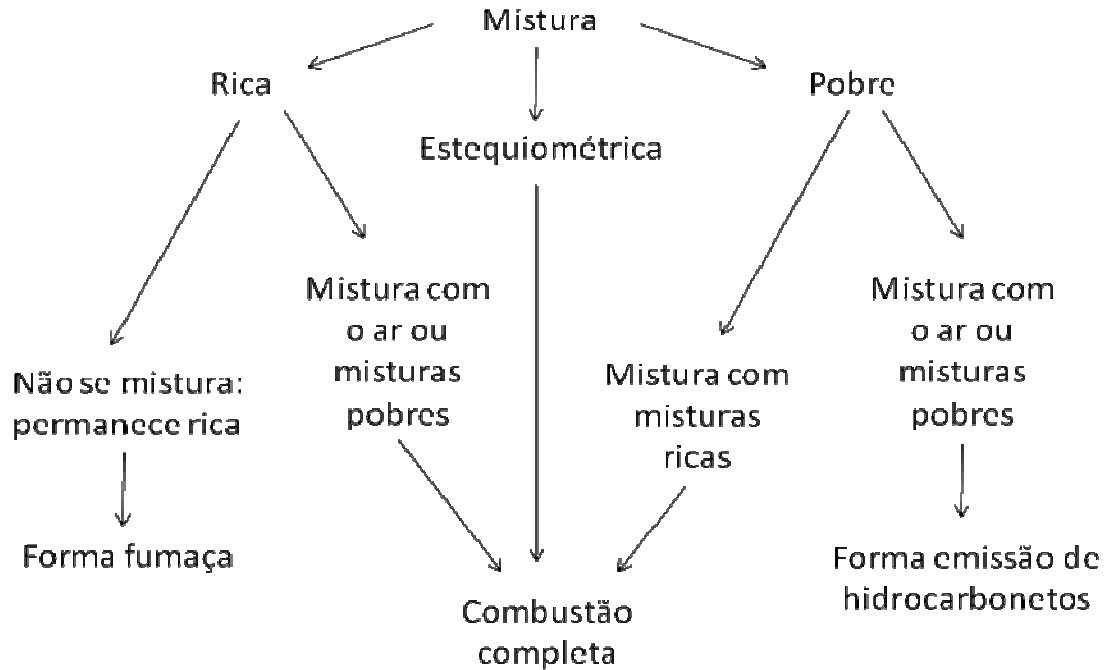 Mistura
Rica
Pobre
Estequiométrica
Mistura com
o ar ou
misturas
pobres
Mistura com
o ar ou
misturas
pobres
Não se mistura:
permanece rica
Mistura com
misturas
ricas
Forma fumaça
Forma emissão de
hidrocarbonetos
Combustão
completa